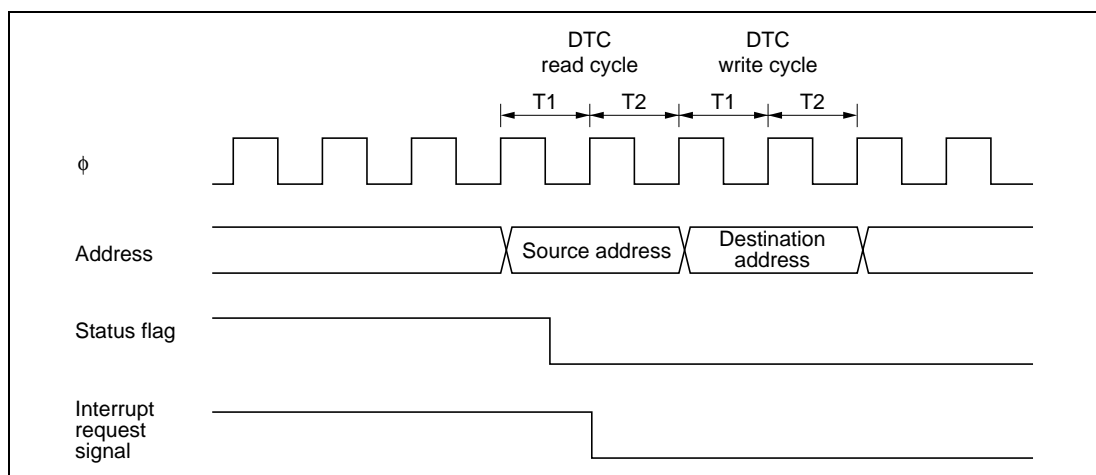 DTC
read cycle
DTC
write cycle
T1
T2
T1
T2
ϕ
Address
Source address
Destination
address
Status flag
Interrupt
request
signal